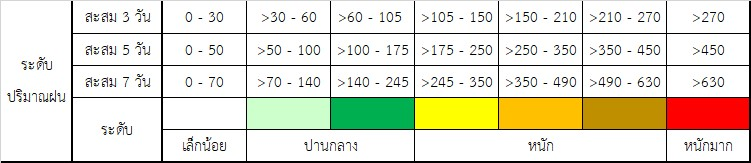 ระดับ
ปริมาณฝน
สะสม 3 วัน 0 - 30 >30 - 60 >60 - 105 >105 - 150 >150 - 210 >210 - 270 >270
สะสม 5 วัน 0 - 50 >50 - 100 >100 - 175 >175 - 250 >250 - 350 >350 - 450 >450
สะสม 7 วัน 0 - 70 >70 - 140 >140 - 245 >245 - 350 >350 - 490 >490 - 630 >630
ระดับ
เล็กน้อย ปานกลาง หนัก หนักมาก